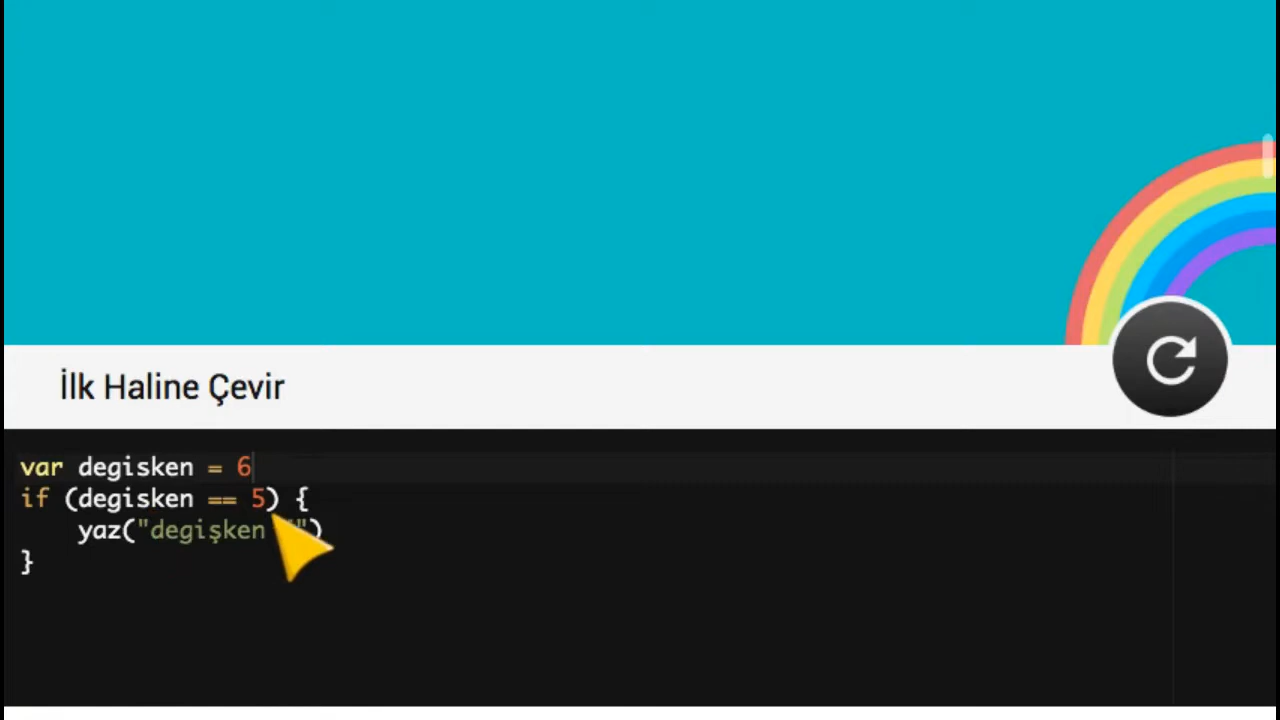 İlk Haline Çevir
var degisken = 6
if (degisken == 5) {
yaz("degişken ")
}